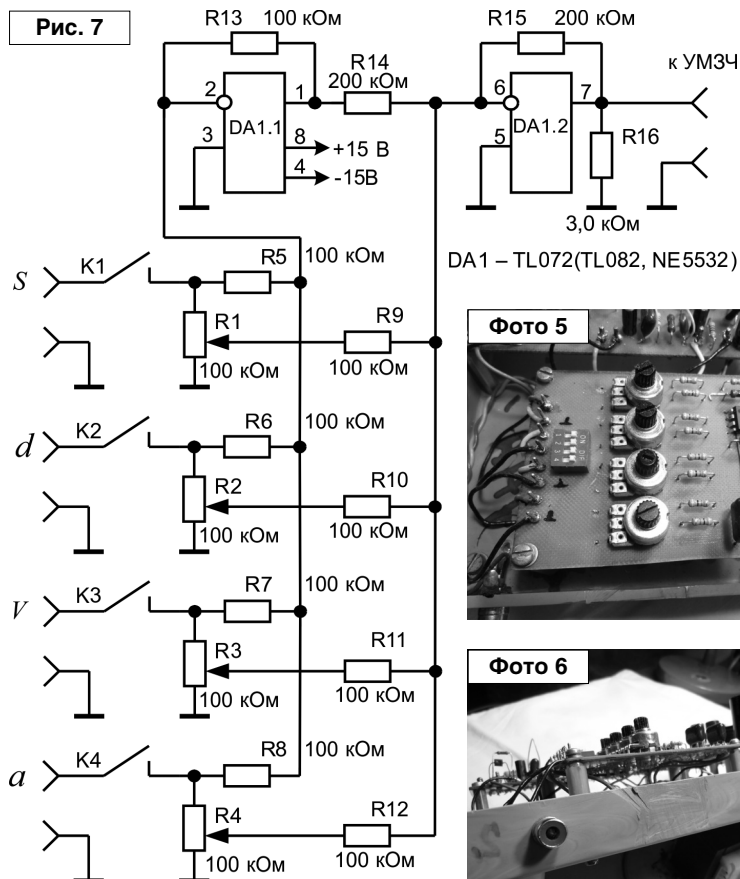 Рис. 7
R13 100 кОм
R14
200 кОм
R15 200 кОм
к УМЗЧ
2 1
DA1.1
3
8 +15 В
4 -15В
6 7
DA1.2
5
R16
3,0 кОм
DA1 – TL072(TL082, NE5532)
S K1 R5 100 кОм
R1 R9
100 кОм 100 кОм
d K2 R6 100 кОм
R2 R10
100 кОм 100 кОм
V K3 R7 100 кОм
R3 R11
100 кОм 100 кОм
a K4 R8 100 кОм
R4 R12
100 кОм 100 кОм
Фото 5
Фото 6